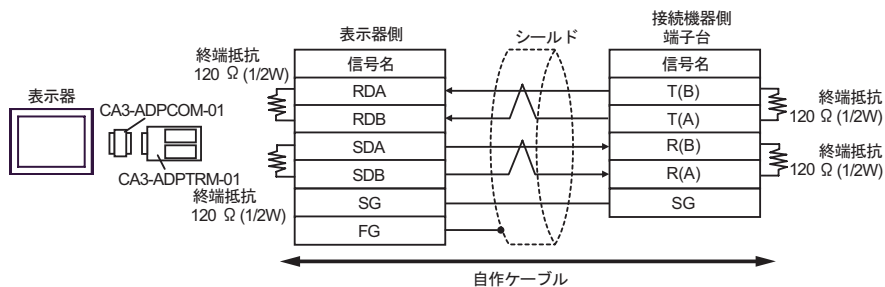 表示器
CA3-ADPCOM-01
CA3-ADPTRM-01
終端抵抗
120 Ω (1/2W)
終端抵抗
120 Ω (1/2W)
表示器側
信号名
RDA
RDB
SDA
SDB
SG
FG
シールド
接続機器側
端子台
信号名
T(B)
T(A)
R(B)
R(A)
SG
終端抵抗
120 Ω (1/2W)
終端抵抗
120 Ω (1/2W)
自作ケーブル